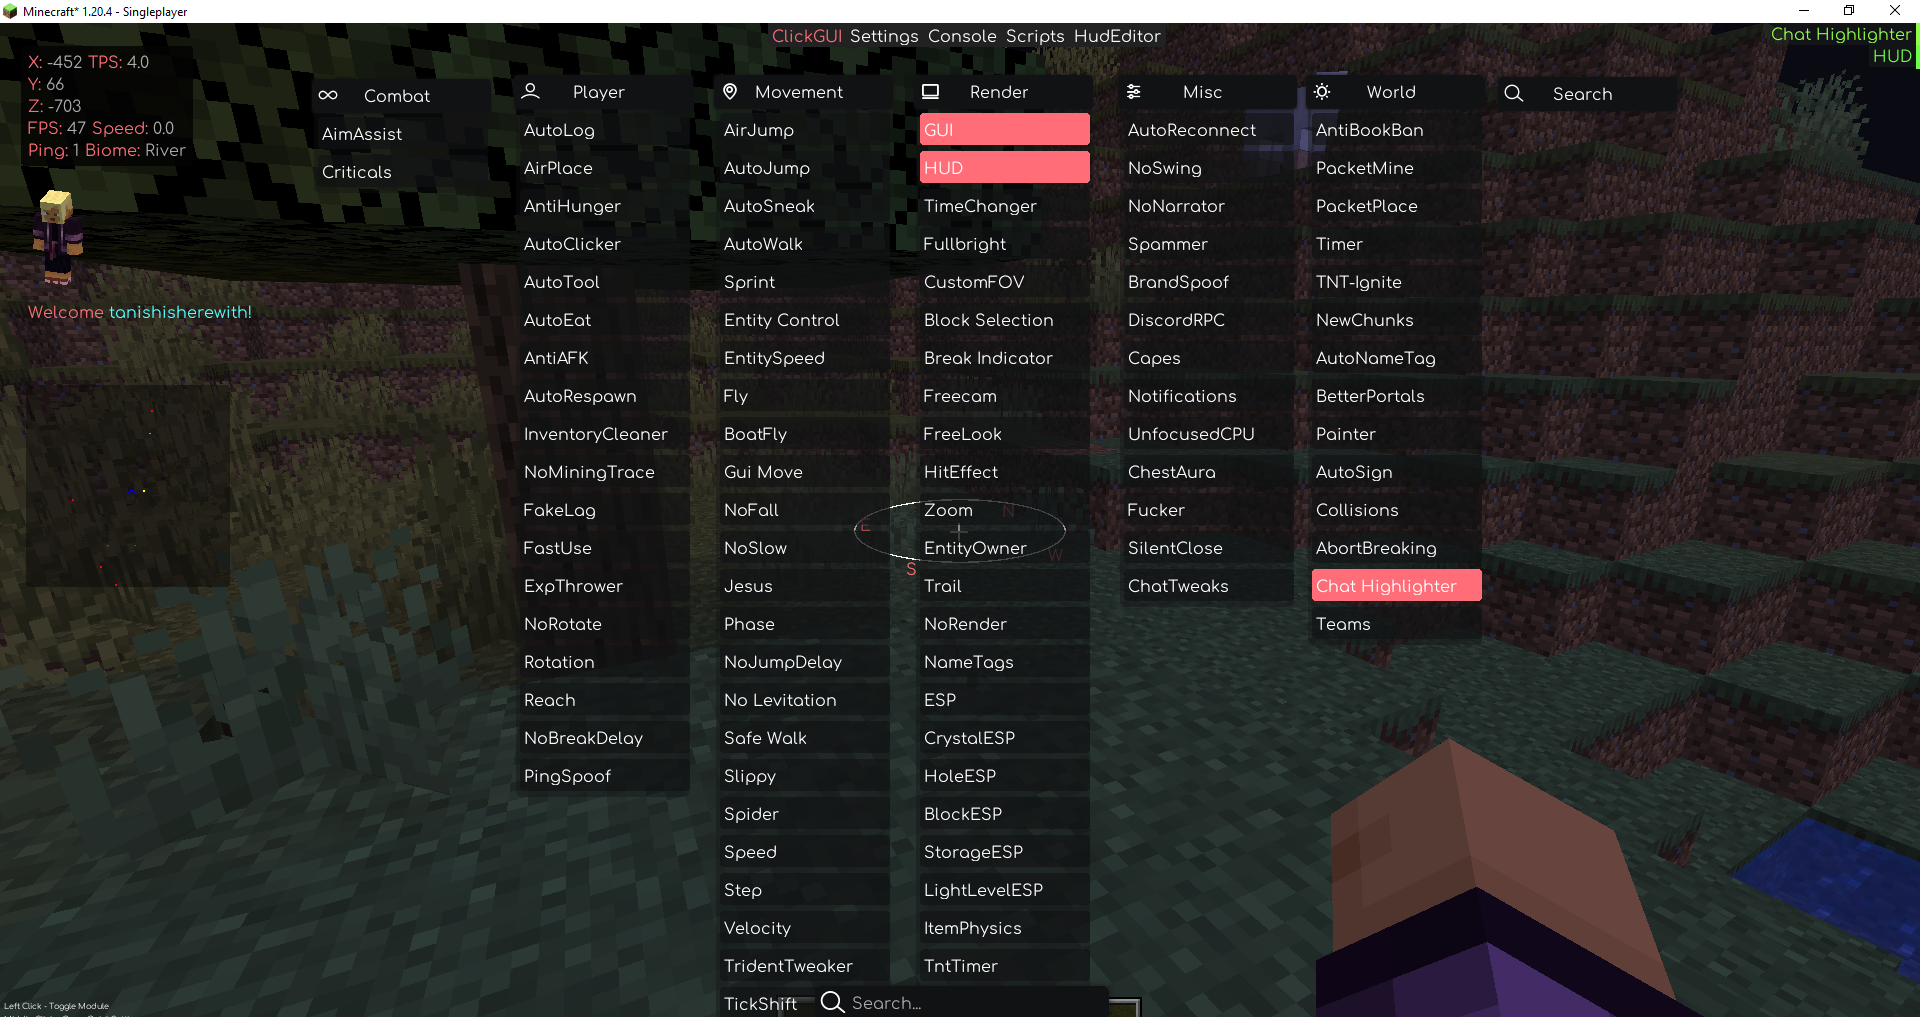 Minecraft* 1.20.4 - Singleplayer
ClickGUI Settings Console Scripts HudEditor
Chat Highlighter
HUD
X: -452 TPS: 4.0
Y: 66
Z: -703
FPS: 47 Speed: 0.0
Ping: 1 Biome: River
Welcome tanishisherewith!
Combat
AimAssist
Criticals
Player
AutoLog
AirPlace
AntiHunger
AutoClicker
AutoTool
AutoEat
AntiAFK
AutoRespawn
InventoryCleaner
NoMiningTrace
FakeLag
FastUse
ExpThrower
NoRotate
Rotation
Reach
NoBreakDelay
PingSpoof
Movement
AirJump
AutoJump
AutoSneak
AutoWalk
Sprint
Entity Control
EntitySpeed
Fly
BoatFly
Gui Move
NoFall
NoSlow
Jesus
Phase
NoJumpDelay
No Levitation
Safe Walk
Slippy
Spider
Speed
Step
Velocity
TridentTweaker
TickShift
Render
GUI
HUD
TimeChanger
Fullbright
CustomFOV
Block Selection
Break Indicator
Freecam
FreeLook
HitEffect
Zoom
EntityOwner
Trail
NoRender
NameTags
ESP
CrystalESP
HoleESP
BlockESP
StorageESP
LightLevelESP
ItemPhysics
TntTimer
N
E
W
S
Misc
AutoReconnect
NoSwing
NoNarrator
Spammer
BrandSpoof
DiscordRPC
Capes
Notifications
UnfocusedCPU
ChestAura
Fucker
SilentClose
ChatTweaks
World
AntiBookBan
PacketMine
PacketPlace
Timer
TNT-Ignite
NewChunks
AutoNameTag
BetterPortals
Painter
AutoSign
Collisions
AbortBreaking
Chat Highlighter
Teams
Search
Search...
Left Click - Toggle Module